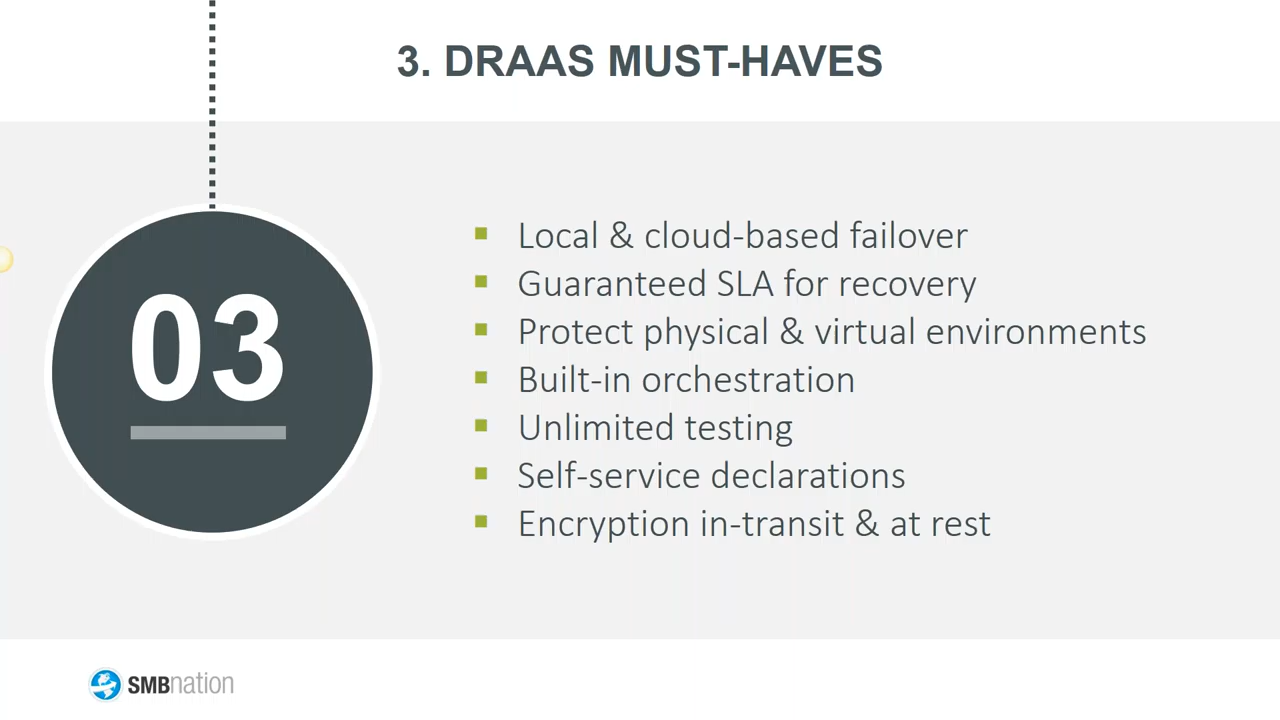 3. DRAAS MUST-HAVES
03
Local & cloud-based failover
Guaranteed SLA for recovery
Protect physical & virtual environments
Built-in orchestration
Unlimited testing
Self-service declarations
Encryption in-transit & at rest
SMBnation